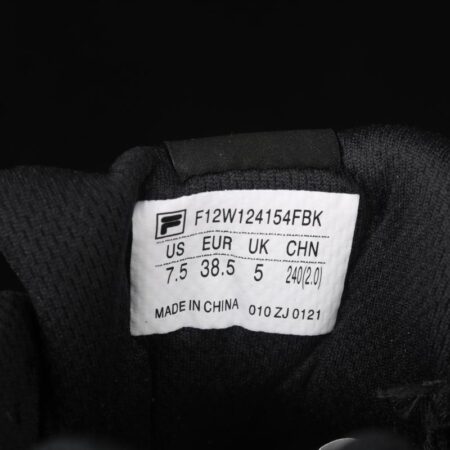 F F12W124154FBK
US EUR UK CHN
7.5 38.5 5 240(2.0)
MADE IN CHINA 010 ZJ 0121